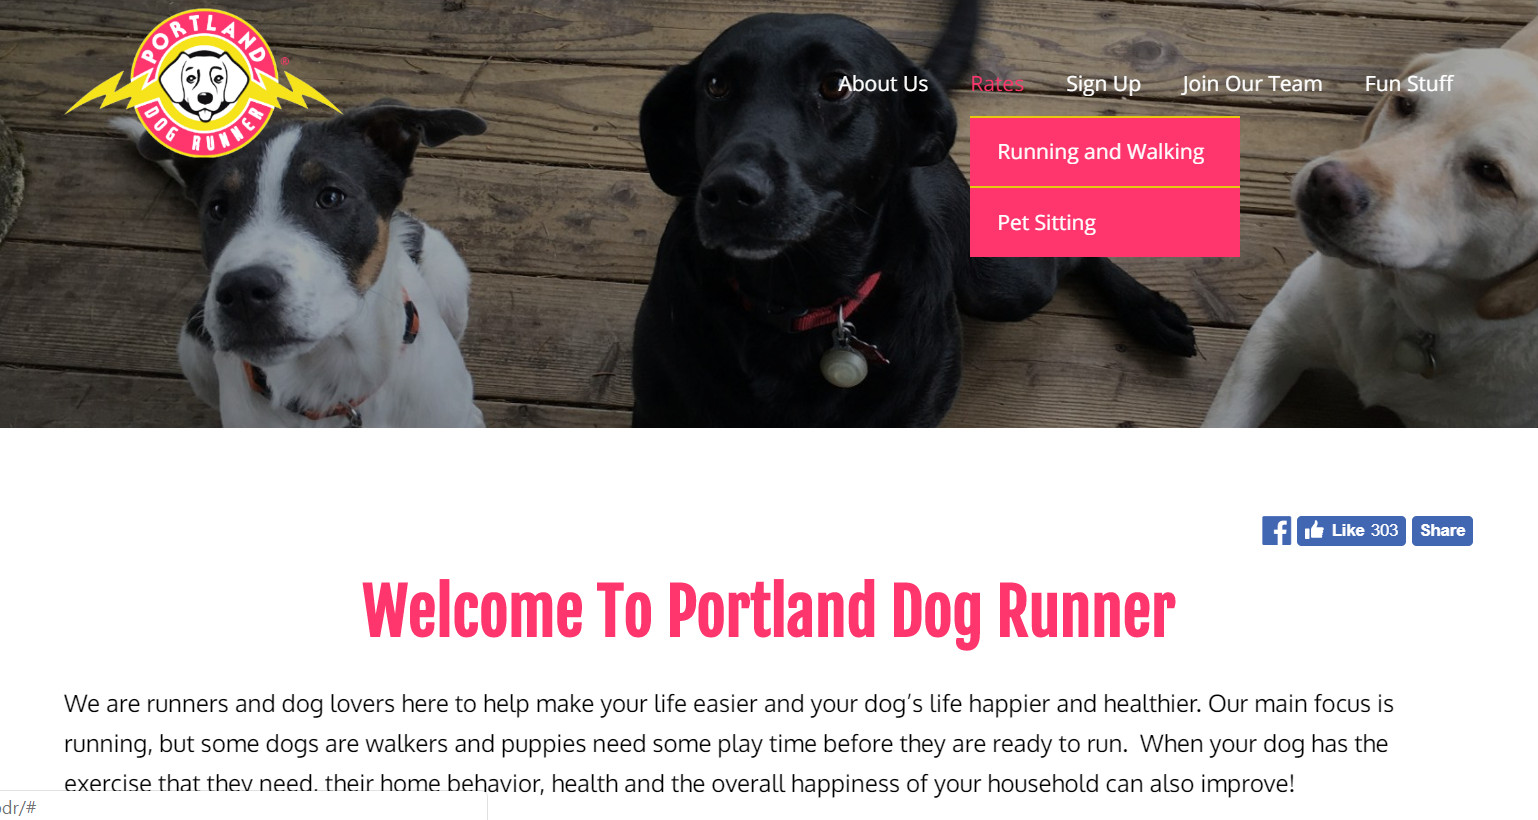 PORTLAND
DOG RUNNER
®
About Us
Rates
Sign Up
Join Our Team
Fun Stuff
Running and Walking
Pet Sitting
Like 303
Share
Welcome To Portland Dog Runner
We are runners and dog lovers here to help make your life easier and your dog’s life happier and healthier. Our main focus is
running, but some dogs are walkers and puppies need some play time before they are ready to run.  When your dog has the
exercise that they need, their home behavior, health and the overall happiness of your household can also improve!
dr/#